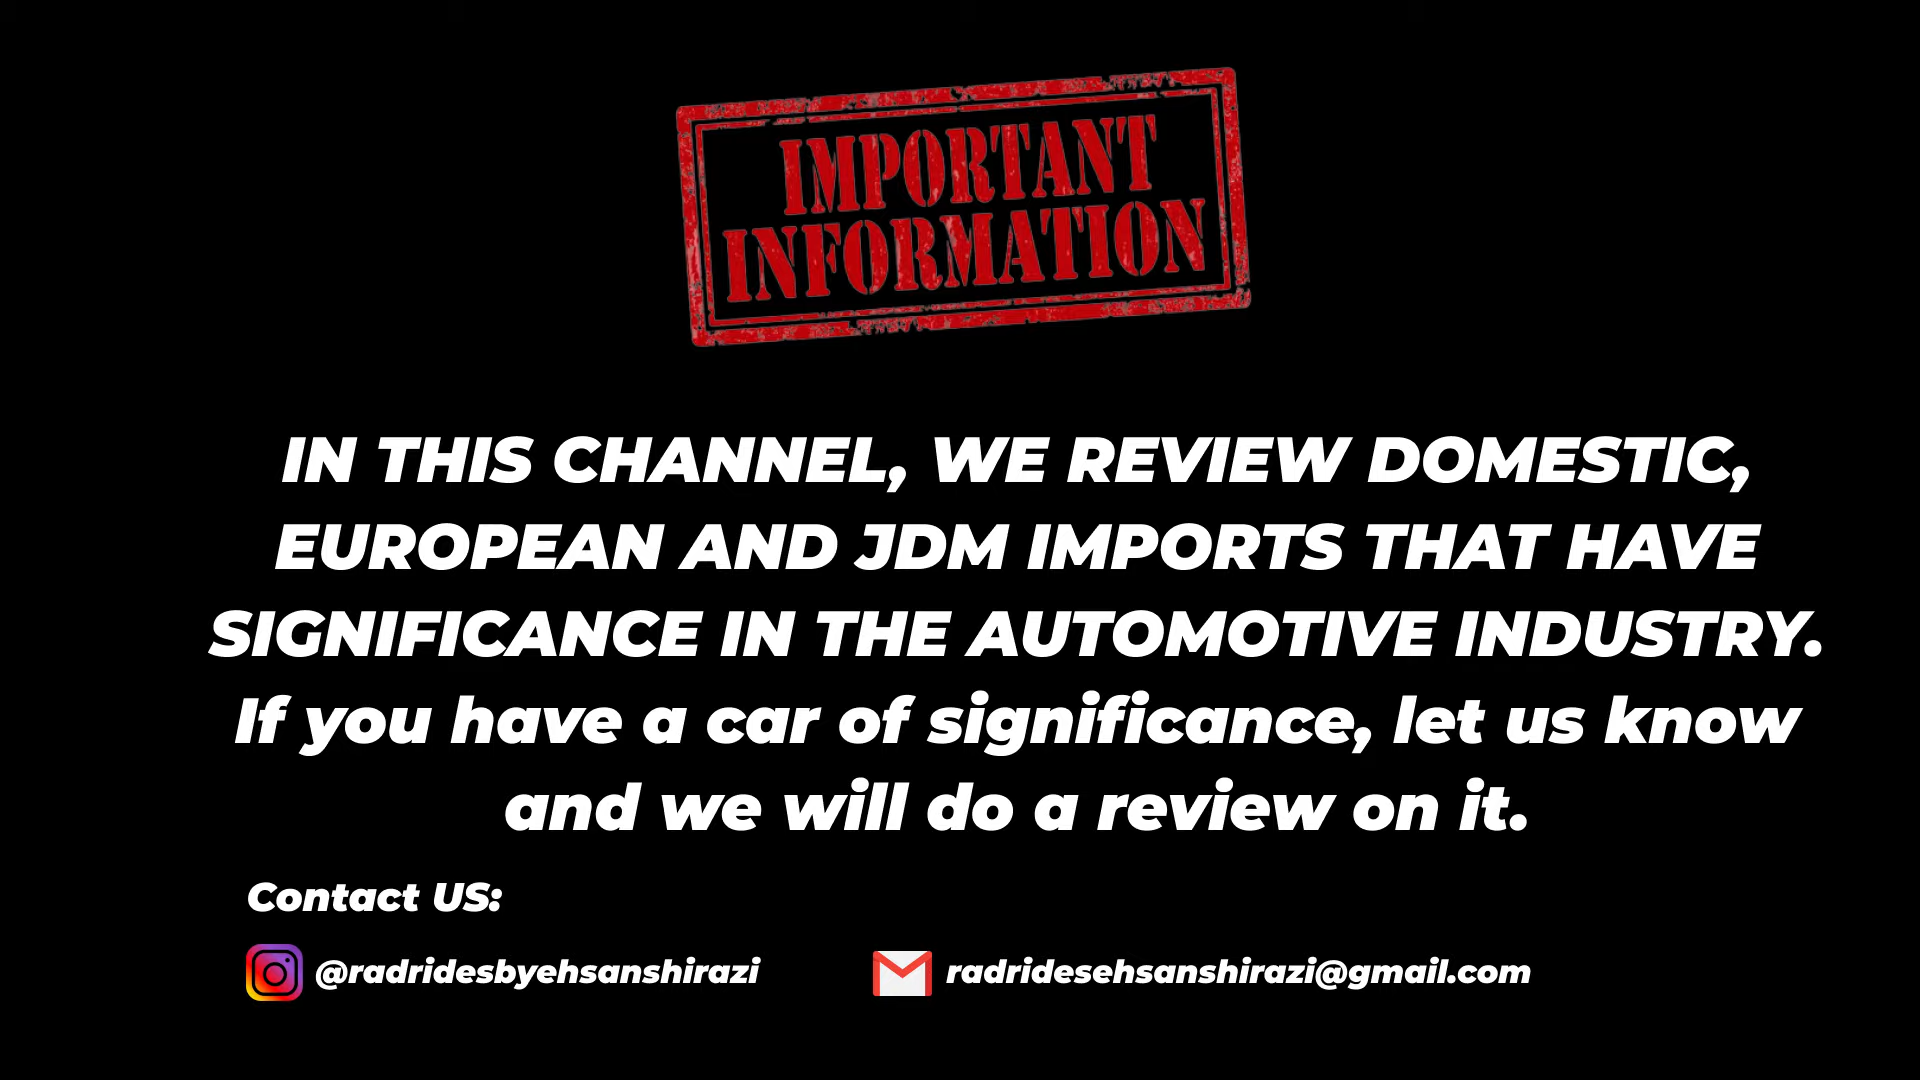 IMPORTANT
INFORMATION
IN THIS CHANNEL, WE REVIEW DOMESTIC,
EUROPEAN AND JDM IMPORTS THAT HAVE
SIGNIFICANCE IN THE AUTOMOTIVE INDUSTRY.
If you have a car of significance, let us know
and we will do a review on it.
Contact US:
@radridesbyehsanshirazi
radridesehsanshirazi@gmail.com